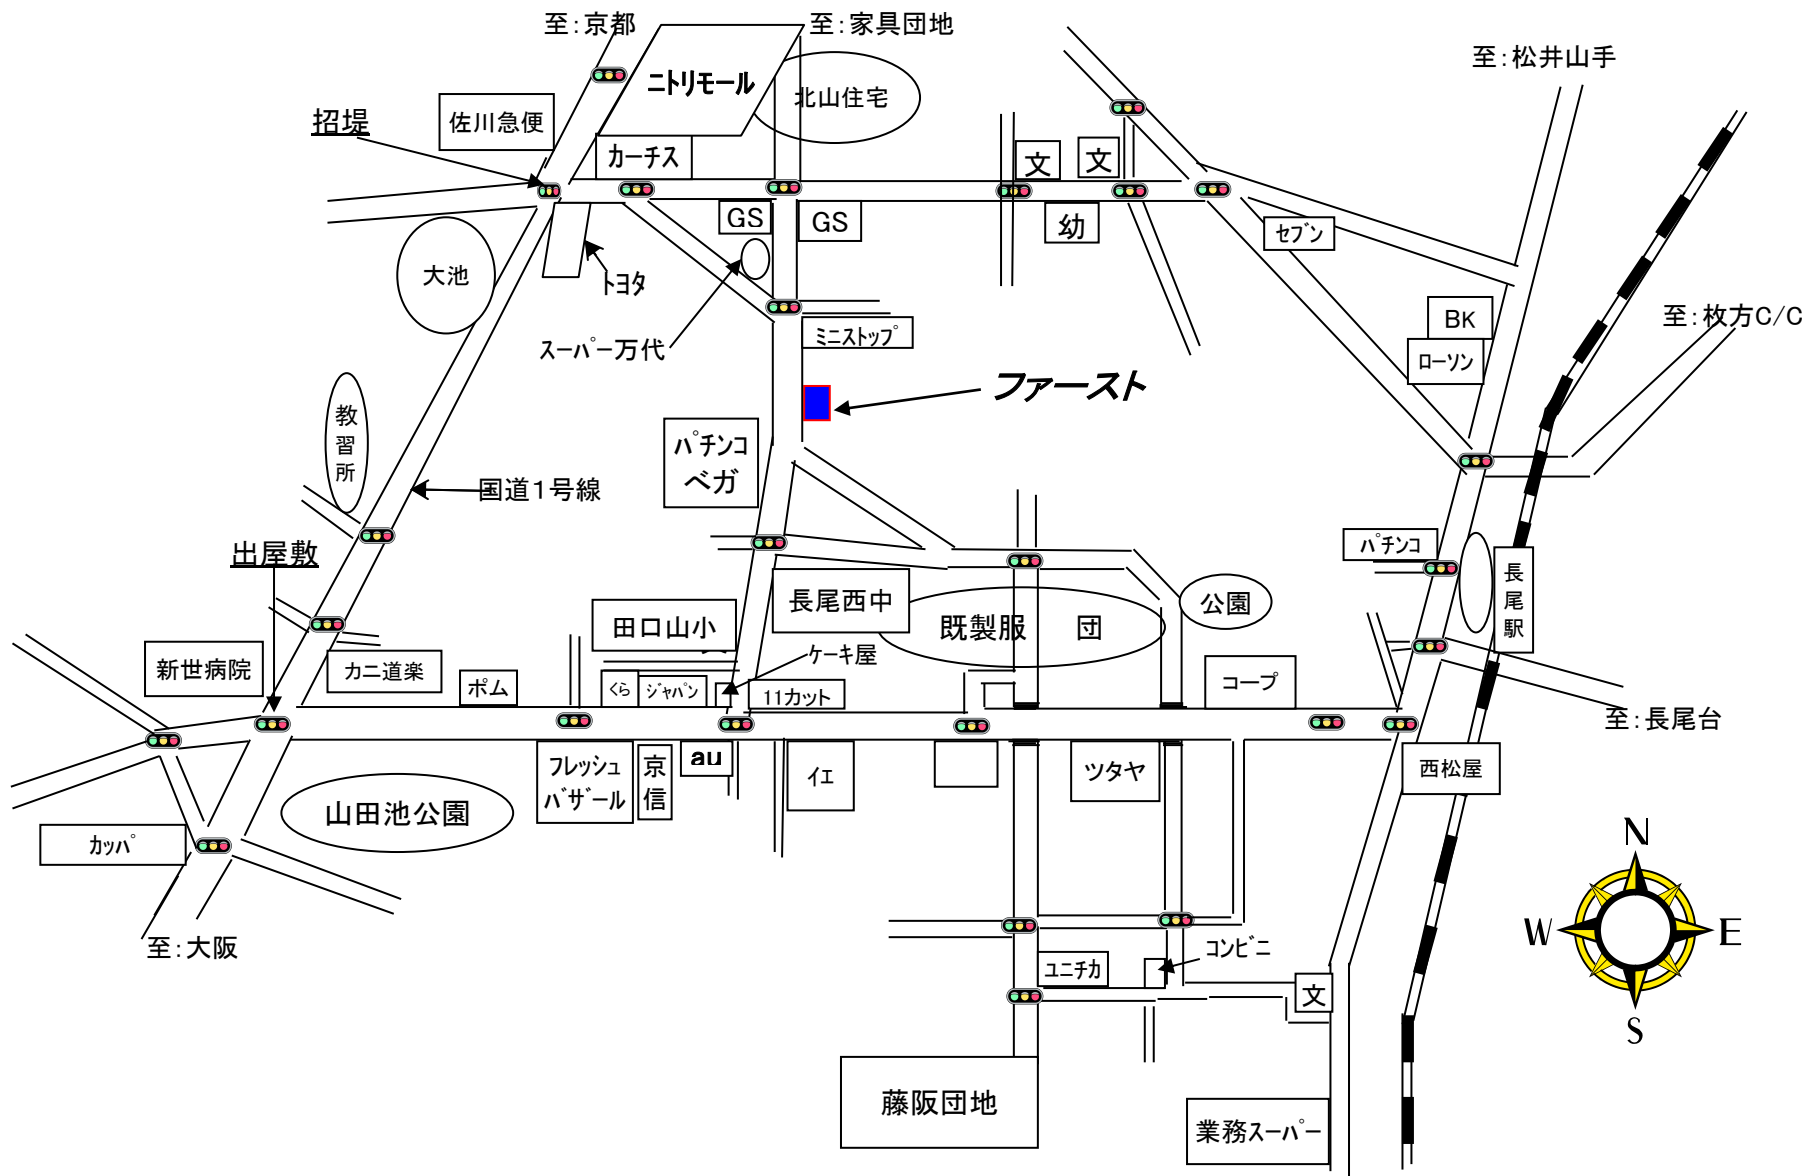 至:京都
至:家具団地
至:松井山手
ニトリモール
北山住宅
佐川急便
招堤
カーチス
文
文
GS
GS
幼
セブン
大池
トヨタ
スーパー万代
ミニストップ
BK
ローソン
至:枚方C/C
ファースト
教
習
所
パチンコ
ベガ
国道1号線
出屋敷
パチンコ
長
尾
駅
長尾西中
既製服 団
公園
田口山小
ケーキ屋
新世病院
カニ道楽
ポム
くら
ジャパン
11カット
コープ
至:長尾台
フレッシュ
バザール
京
信
au
イエ
ツタヤ
西松屋
山田池公園
カッパ
至:大阪
コンビニ
ユニチカ
文
藤阪団地
業務スーパー
N
W
E
S